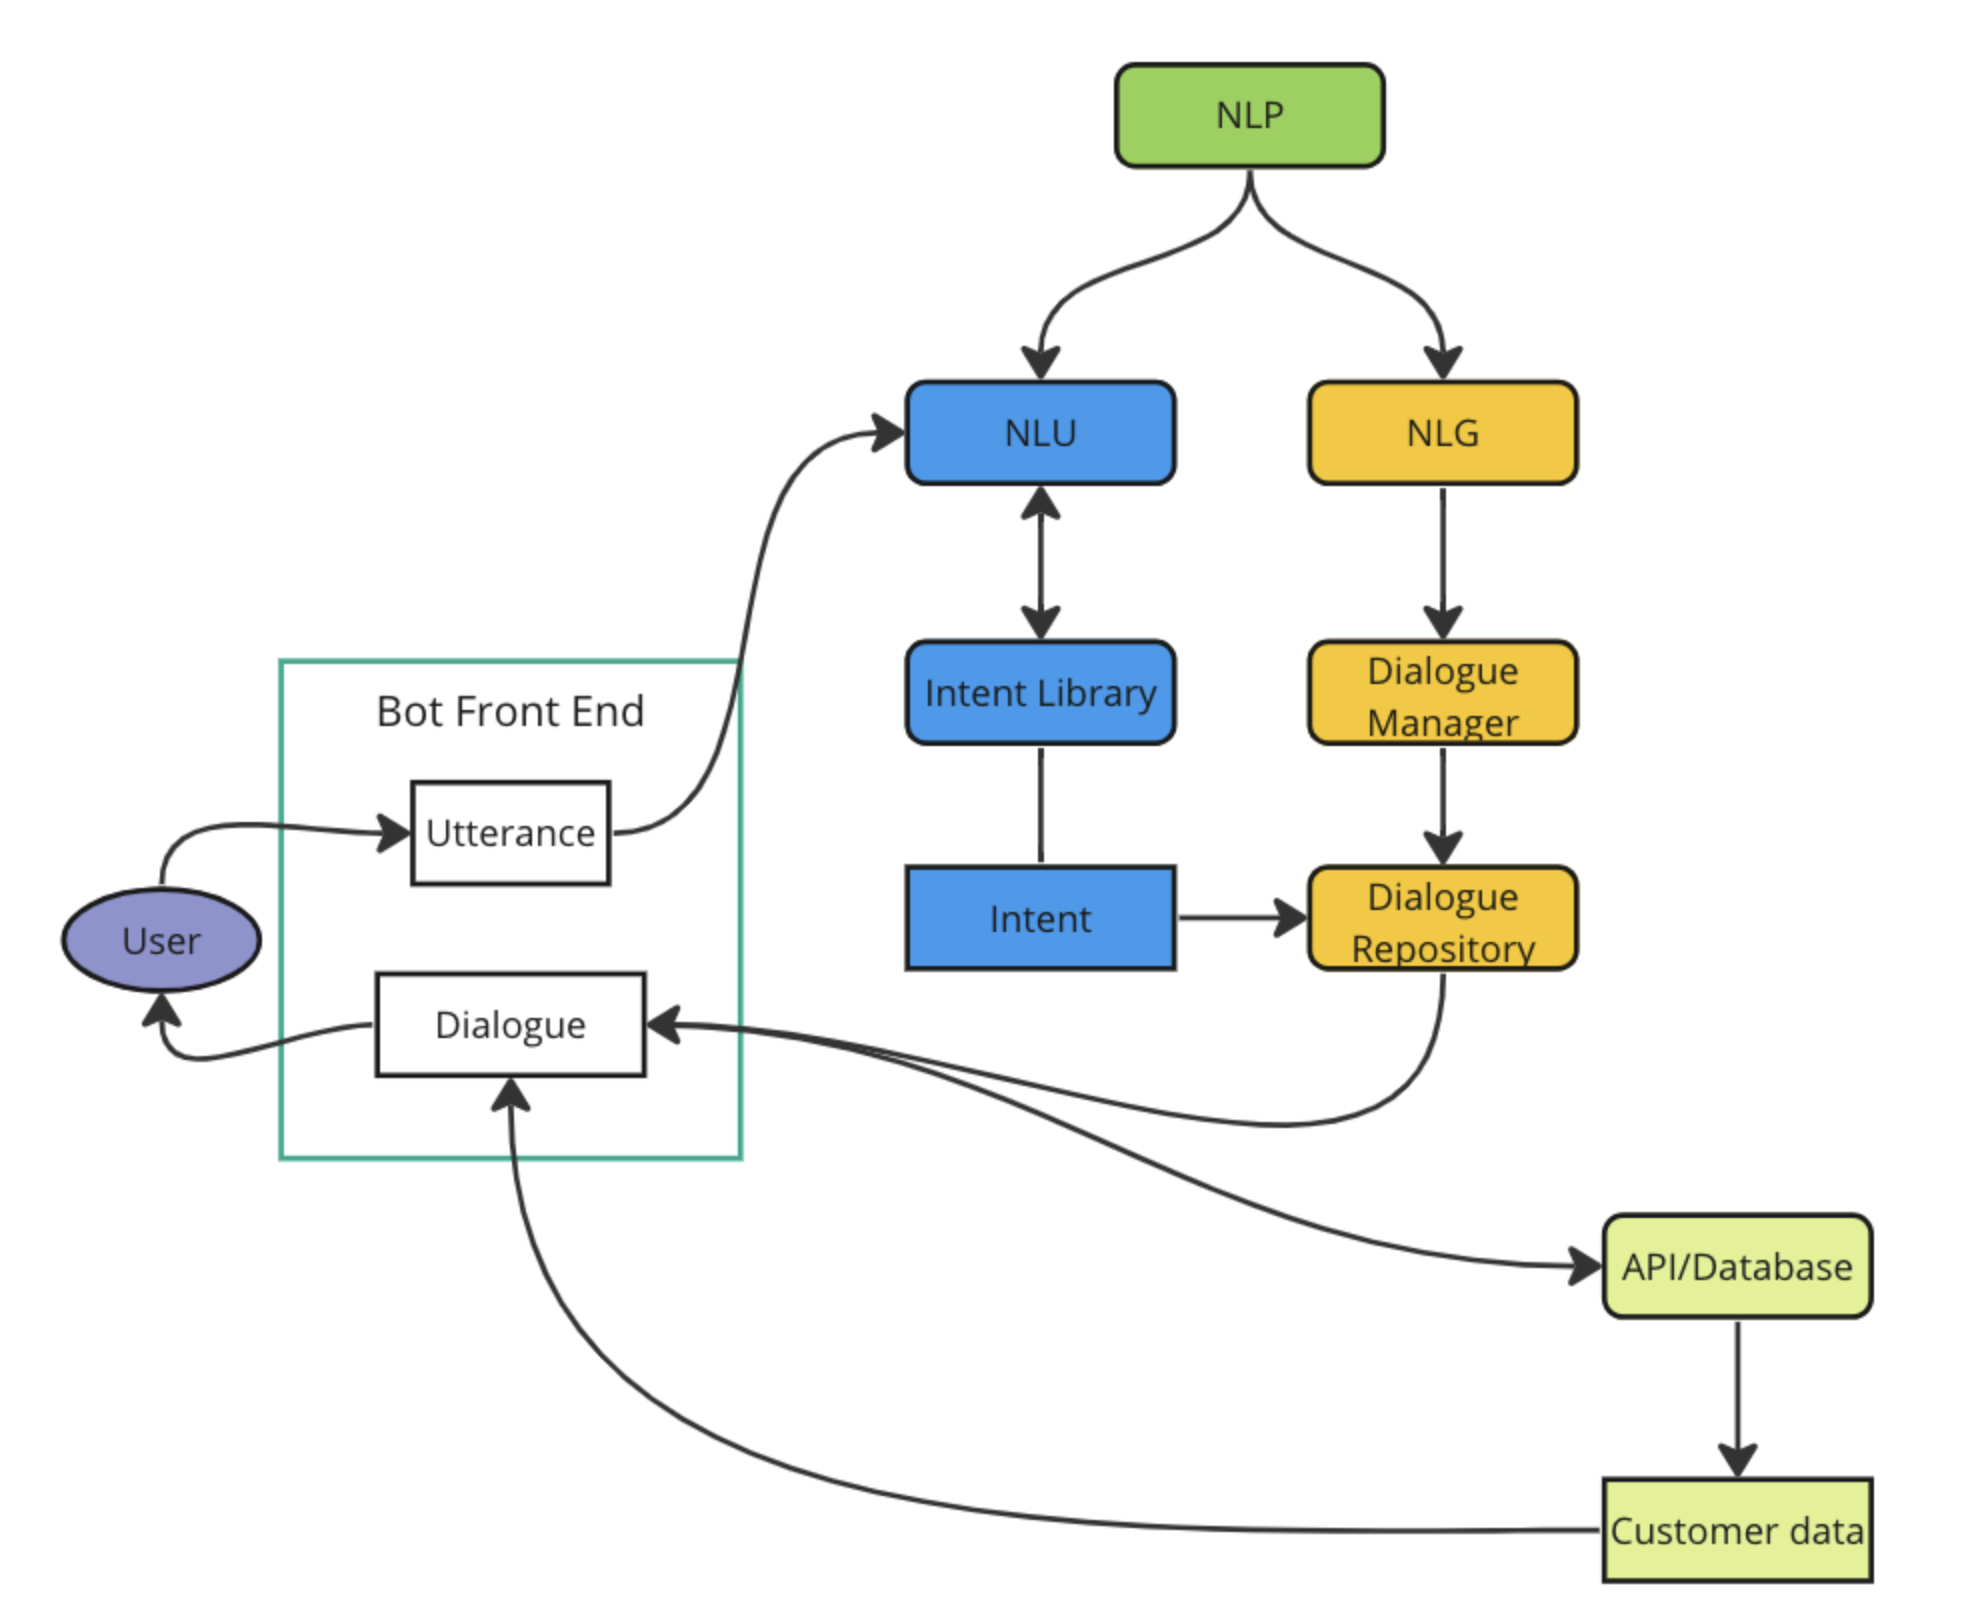 NLP
NLU
NLG
Intent Library
Dialogue
Manager
Bot Front End
Utterance
User
Intent
Dialogue
Repository
Dialogue
API/Database
Customer data